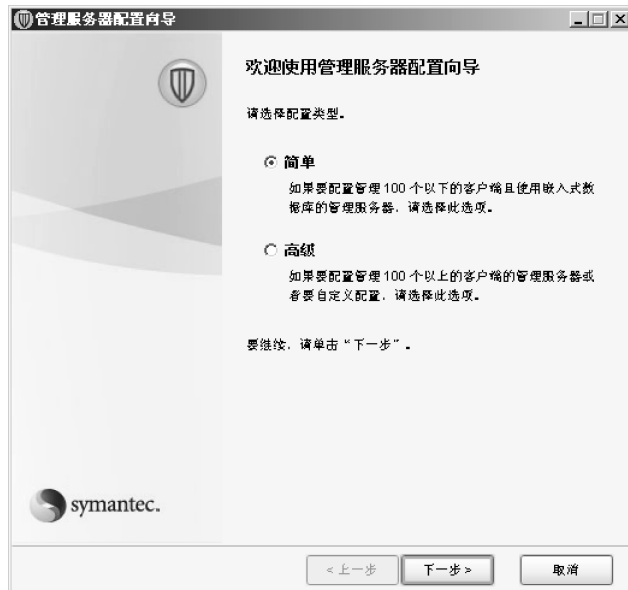 管理服务器配置向导
欢迎使用管理服务器配置向导
请选择配置类型。
简单
如果要配置管理 100 个以下的客户端且使用嵌入式数
据库的管理服务器，请选择此选项。
高级
如果要配置管理 100 个以上的客户端的管理服务器或
者要自定义配置，请选择此选项。
要继续，请单击“下一步”。
symantec.
< 上一步
下一步 >
取消